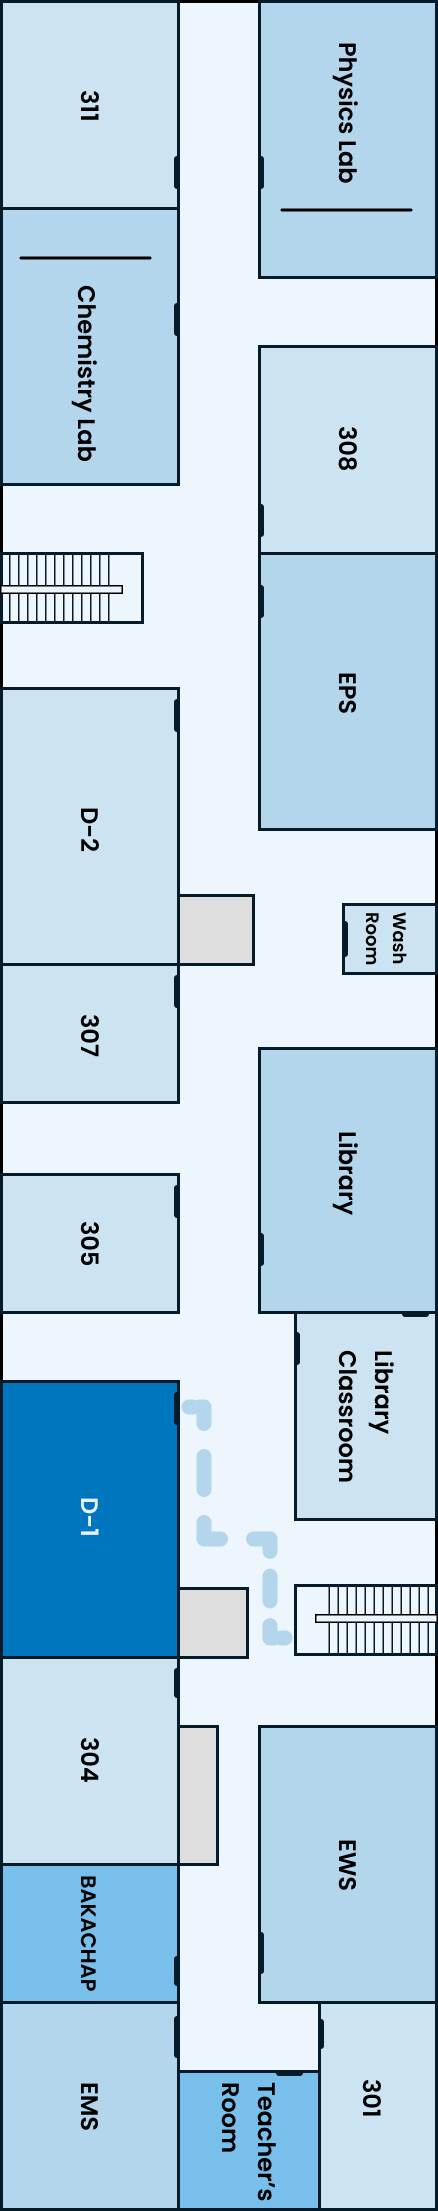 311
Physics Lab
Chemistry Lab
308
EPS
D-2
Wash
Room
307
Library
305
Library
Classroom
D-1
304
EWS
BAKACHAP
EMS
Teacher's
Room
301